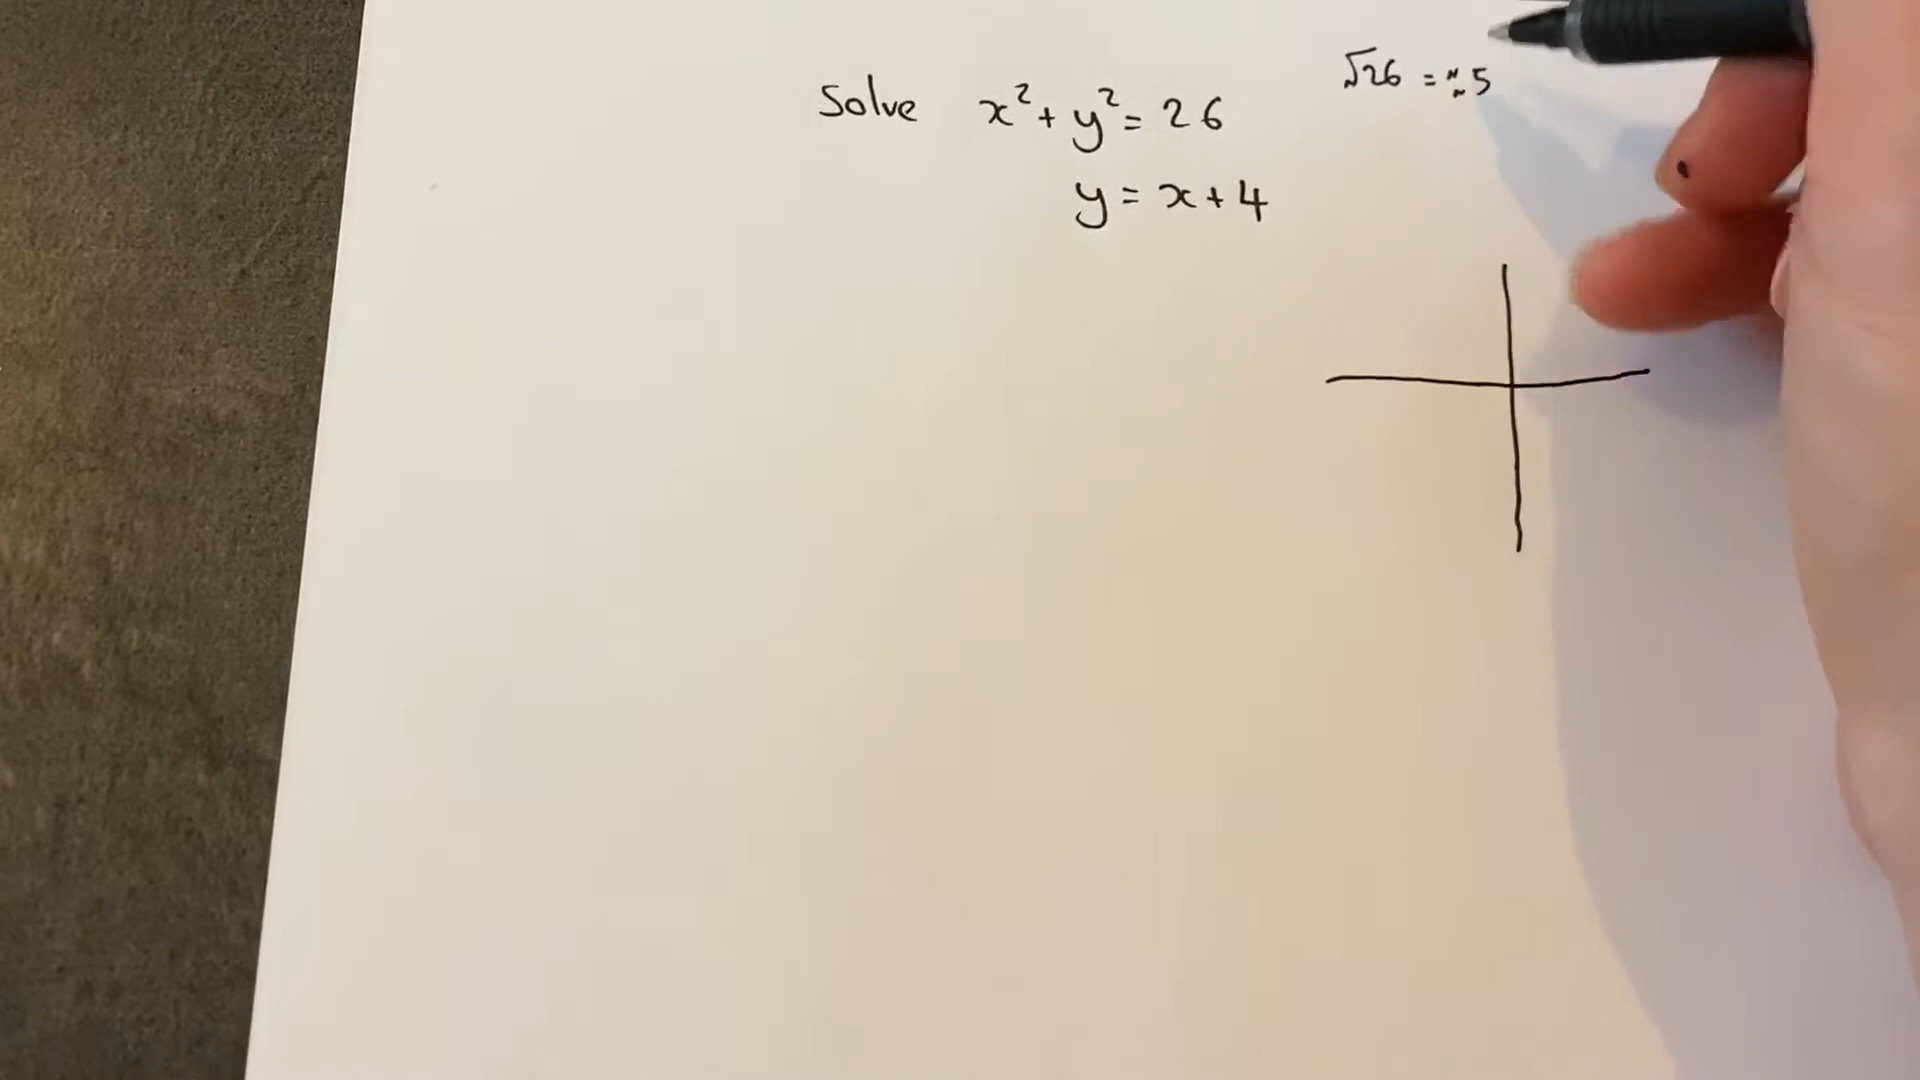 Solve x² + y² = 26
√26 = "~5
y = x + 4